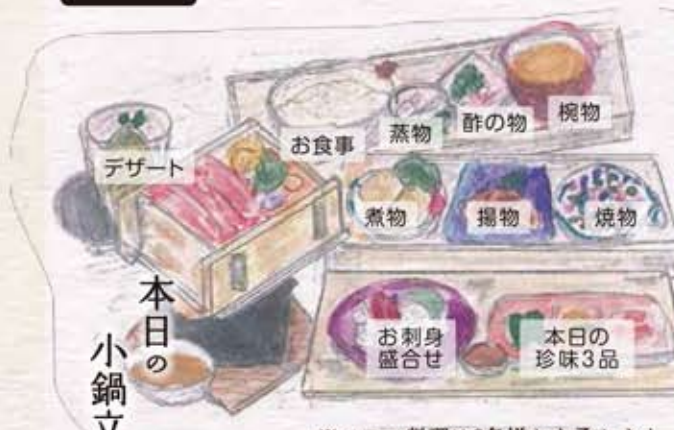 デザート
お食事
蒸物
酢の物
椀物
煮物
揚物
焼物
お刺身
盛合せ
本日の
珍味3品
本日の
小鍋立